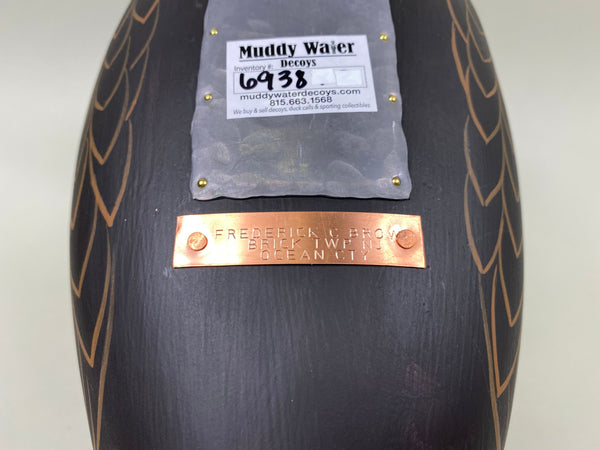 Muddy Water
Decoys
Inventory #:
6938
muddywaterdecoys.com
815.663.1568
We buy & sell decoys, duck calls & sporting collectibles
FREDERICK C BROW
BRICK TWP NJ
OCEAN CTY